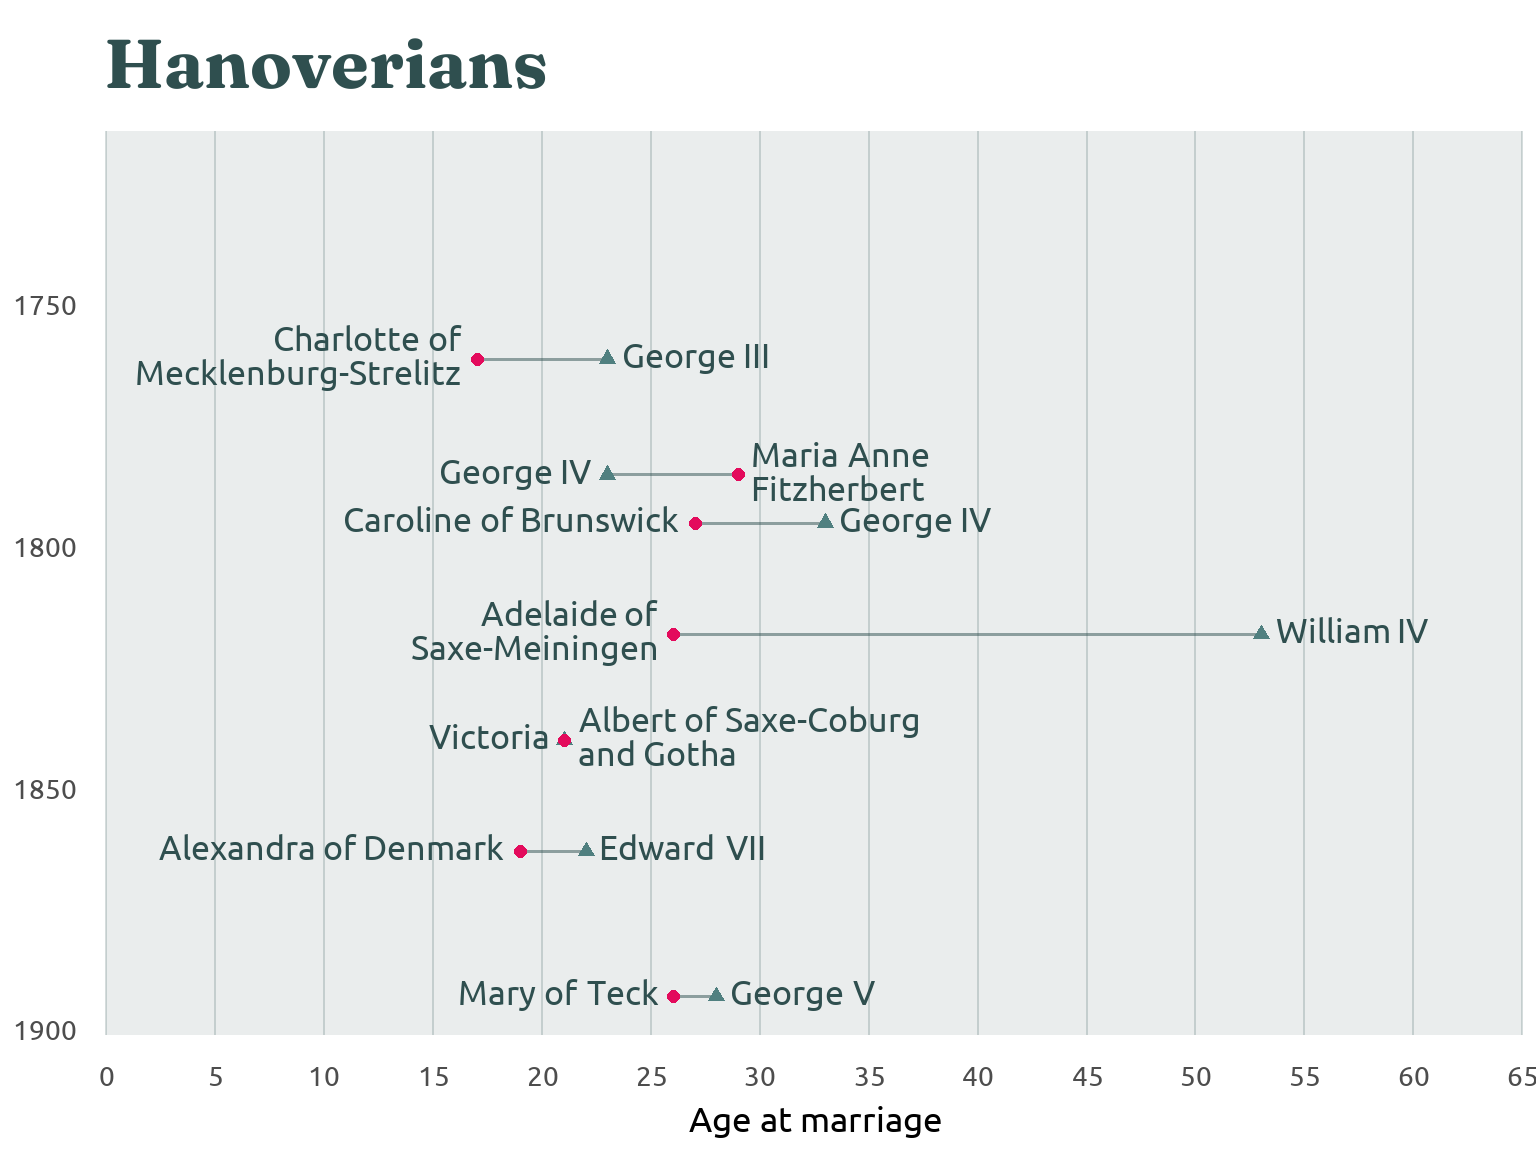 Hanoverians
1750
Charlotte of
Mecklenburg-Strelitz
George III
George IV
Maria Anne
Fitzherbert
Caroline of Brunswick
George IV
1800
Adelaide of
Saxe-Meiningen
William IV
Victoria
Albert of Saxe-Coburg
and Gotha
1850
Alexandra of Denmark
Edward VII
Mary of Teck
George V
1900
0 5 10 15 20 25 30 35 40 45 50 55 60 65
Age at marriage